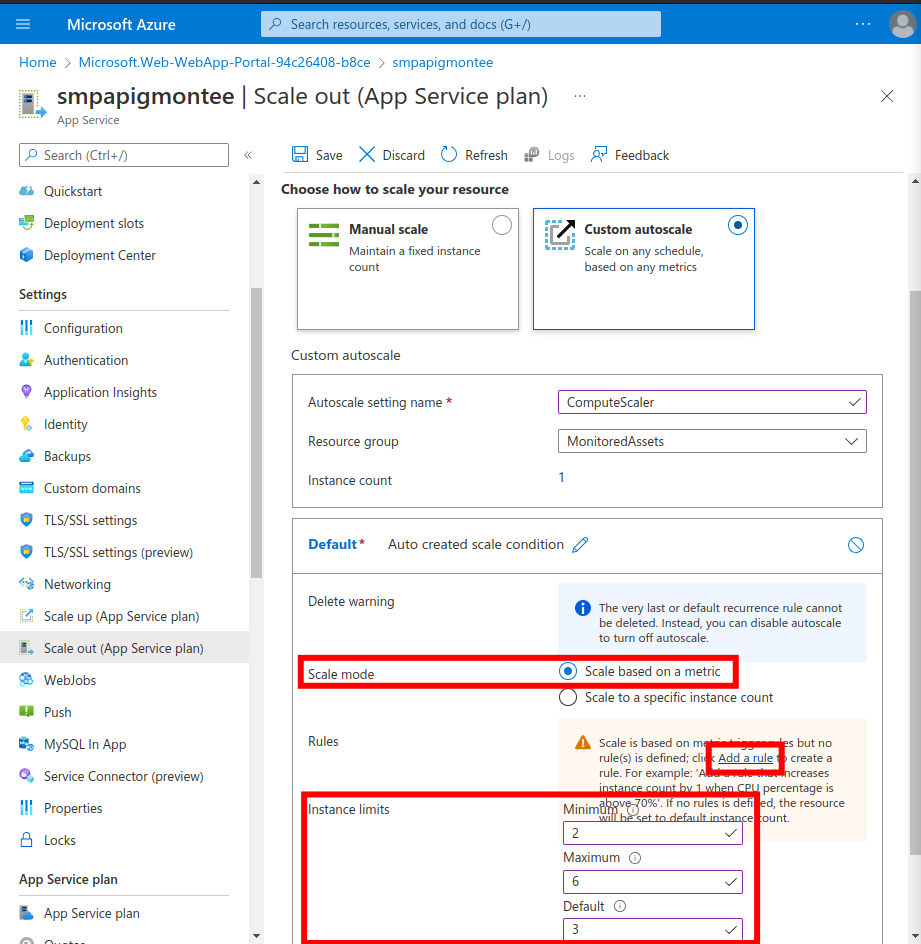 Microsoft Azure
Search resources, services, and docs (G+/)
...
Home > Microsoft.Web-WebApp-Portal-94c26408-b8ce > smpapigmontee
smpapigmontee | Scale out (App Service plan) ...
App Service
Search (Ctrl+/)
«
Save
Discard
Refresh
Logs
Feedback
Quickstart
Deployment slots
Deployment Center
Settings
Configuration
Authentication
Application Insights
Identity
Backups
Custom domains
TLS/SSL settings
TLS/SSL settings (preview)
Networking
Scale up (App Service plan)
Scale out (App Service plan)
WebJobs
Push
MySQL In App
Service Connector (preview)
Properties
Locks
App Service plan
App Service plan
Quotas
Choose how to scale your resource
Manual scale
Maintain a fixed instance
count
Custom autoscale
Scale on any schedule,
based on any metrics
Custom autoscale
Autoscale setting name *
ComputeScaler
Resource group
MonitoredAssets
Instance count
1
Default* Auto created scale condition
Delete warning
The very last or default recurrence rule cannot
be deleted. Instead, you can disable autoscale
to turn off autoscale.
Scale mode
Scale based on a metric
Scale to a specific instance count
Rules
Scale is based on metric trigger rules but no
rule(s) is defined; click Add a rule to create a
rule. For example: 'Add a rule that increases
instance count by 1 when CPU percentage is
above 70%'. If no rules is defined, the resource
will be set to default instance count.
Instance limits
Minimum
2
Maximum
6
Default
3